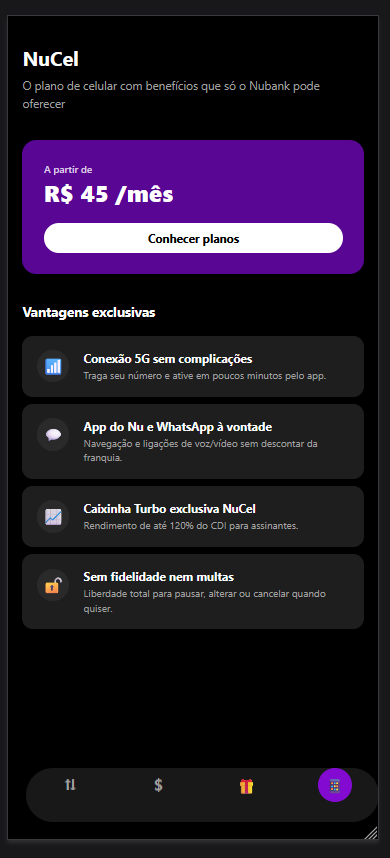 NuCel
O plano de celular com benefícios que só o Nubank pode
oferecer
A partir de
R$ 45 /mês
Conhecer planos
Vantagens exclusivas
Conexão 5G sem complicações
Traga seu número e ative em poucos minutos pelo app.
App do Nu e WhatsApp à vontade
Navegação e ligações de voz/vídeo sem descontar da
franquia.
Caixinha Turbo exclusiva NuCel
Rendimento de até 120% do CDI para assinantes.
Sem fidelidade nem multas
Liberdade total para pausar, alterar ou cancelar quando
quiser.
$